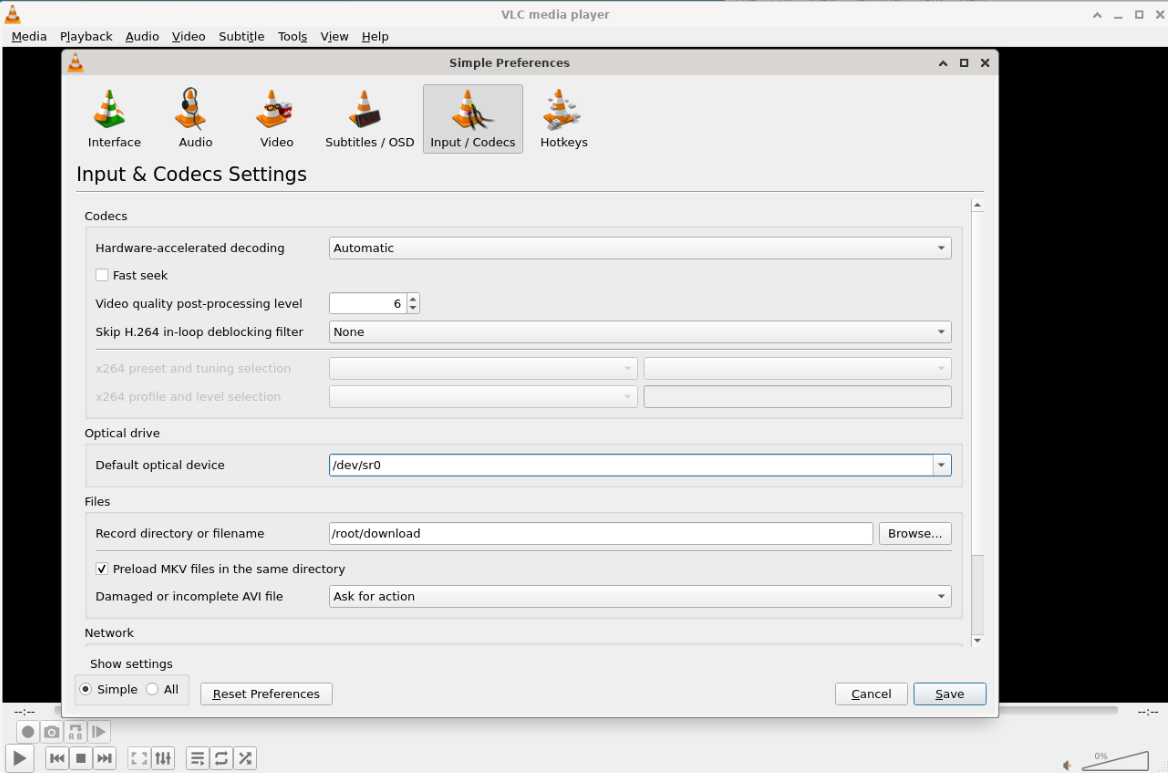 VLC media player
Media Playback Audio Video Subtitle Tools View Help
Simple Preferences
Interface Audio Video Subtitles / OSD Input / Codecs Hotkeys
Input & Codecs Settings
Codecs
Hardware-accelerated decoding Automatic
Fast seek
Video quality post-processing level 6
Skip H.264 in-loop deblocking filter None
x264 preset and tuning selection
x264 profile and level selection
Optical drive
Default optical device /dev/sr0
Files
Record directory or filename /root/download Browse...
Preload MKV files in the same directory
Damaged or incomplete AVI file Ask for action
Network
Show settings
Simple All Reset Preferences Cancel Save
--:-- --:--
0%